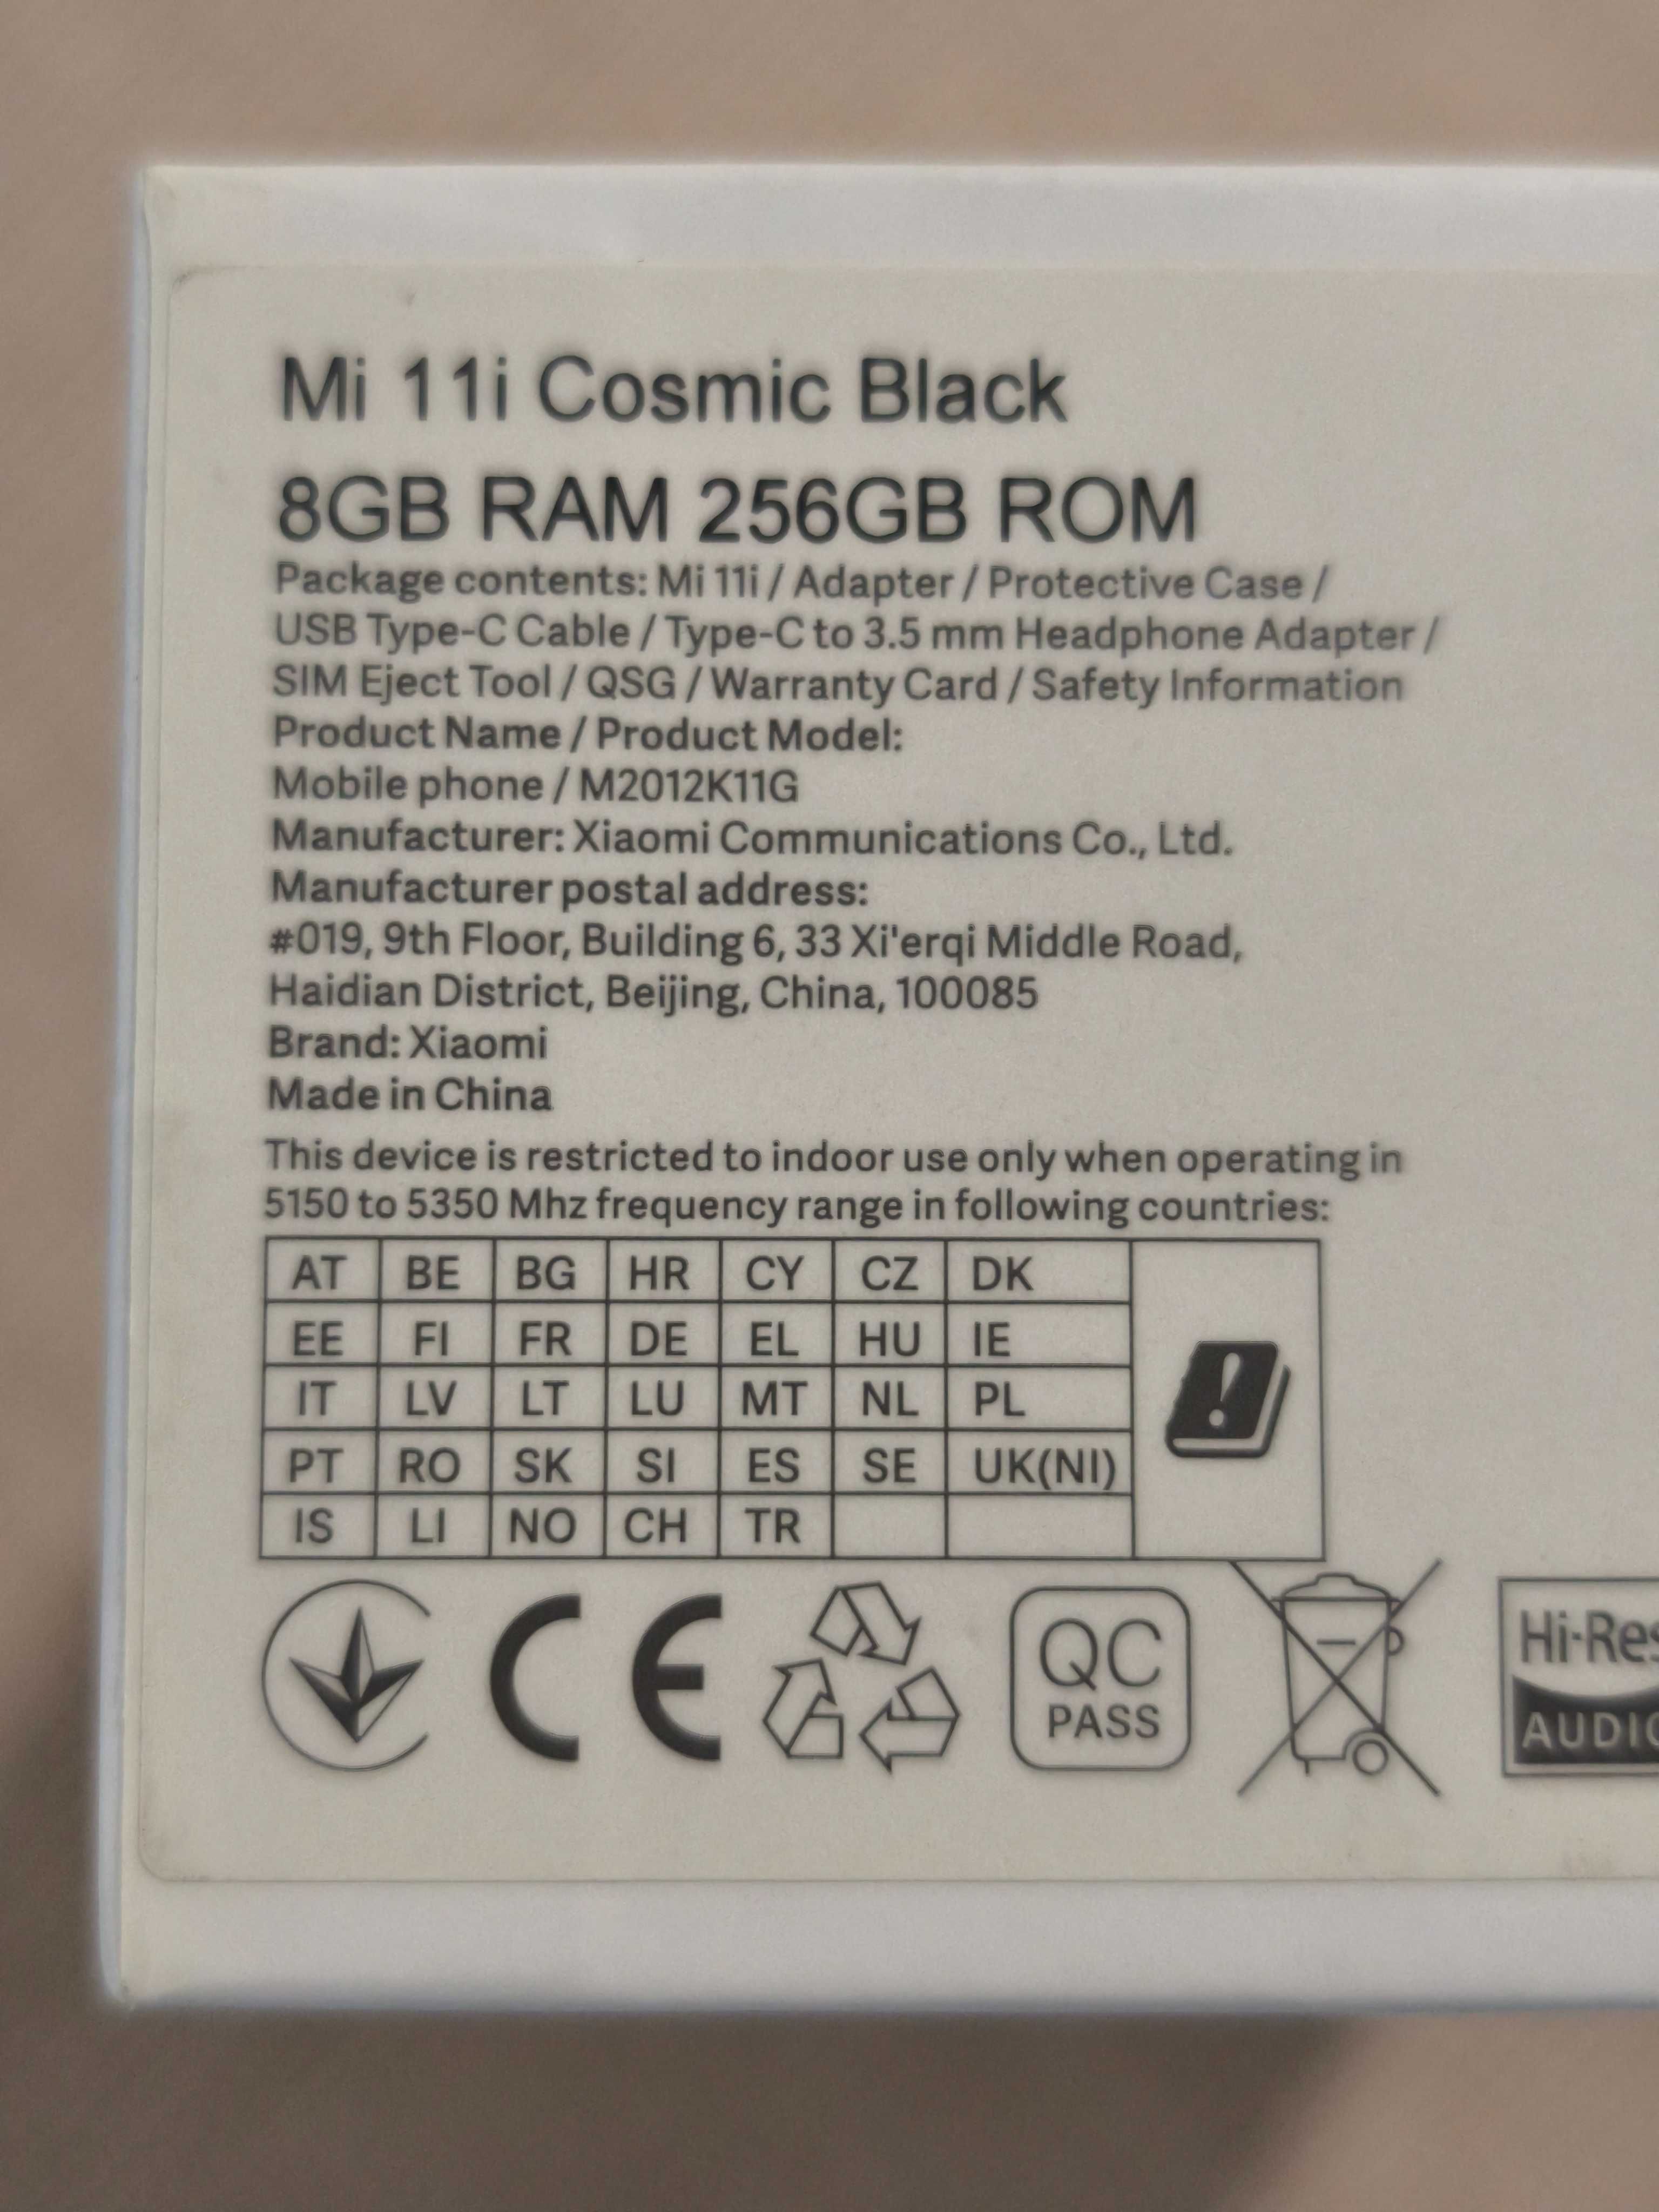 Mi 11i Cosmic Black
8GB RAM 256GB ROM
Package contents: Mi 11i / Adapter / Protective Case /
USB Type-C Cable / Type-C to 3.5 mm Headphone Adapter /
SIM Eject Tool / QSG / Warranty Card / Safety Information
Product Name / Product Model:
Mobile phone / M2012K11G
Manufacturer: Xiaomi Communications Co., Ltd.
Manufacturer postal address:
#019, 9th Floor, Building 6, 33 Xi'erqi Middle Road,
Haidian District, Beijing, China, 100085
Brand: Xiaomi
Made in China
This device is restricted to indoor use only when operating in
5150 to 5350 Mhz frequency range in following countries:
AT BE BG HR CY CZ DK
EE FI FR DE EL HU IE
IT LV LT LU MT NL PL
PT RO SK SI ES SE UK(NI)
IS LI NO CH TR
!
CE
QC
PASS
Hi-Res
AUDIO